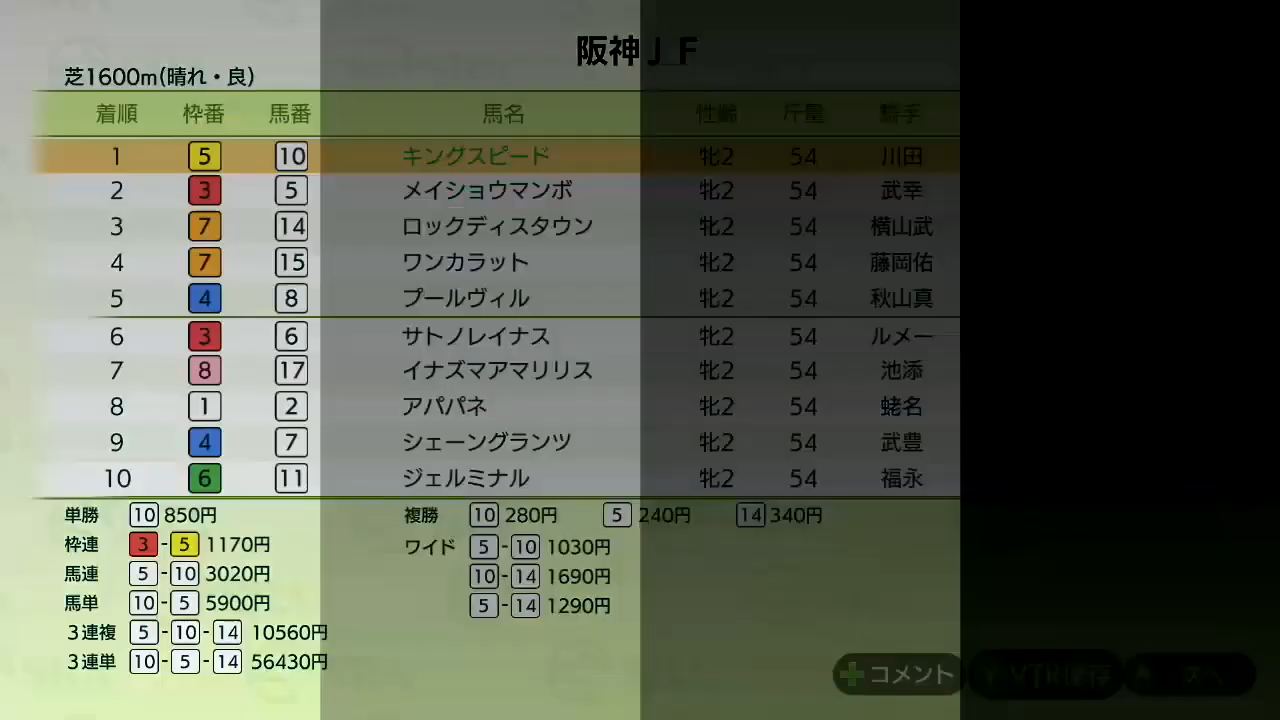 阪神ＪＦ
芝1600m(晴れ・良)
着順 枠番 馬番 馬名 性齢 斤量 騎手
1 5 10 キングスピード 牝2 54 川田
2 3 5 メイショウマンボ 牝2 54 武幸
3 7 14 ロックディスタウン 牝2 54 横山武
4 7 15 ワンカラット 牝2 54 藤岡佑
5 4 8 プールヴィル 牝2 54 秋山真
6 3 6 サトノレイナス 牝2 54 ルメー
7 8 17 イナズマアマリリス 牝2 54 池添
8 1 2 アパパネ 牝2 54 蛯名
9 4 7 シェーングランツ 牝2 54 武豊
10 6 11 ジェルミナル 牝2 54 福永
単勝 10 850円 複勝 10 280円 5 240円 14 340円
枠連 3-5 1170円 ワイド 5-10 1030円
馬連 5-10 3020円 10-14 1690円
馬単 10-5 5900円 5-14 1290円
３連複 5-10-14 10560円
３連単 10-5-14 56430円
コメント VTR保存 次へ